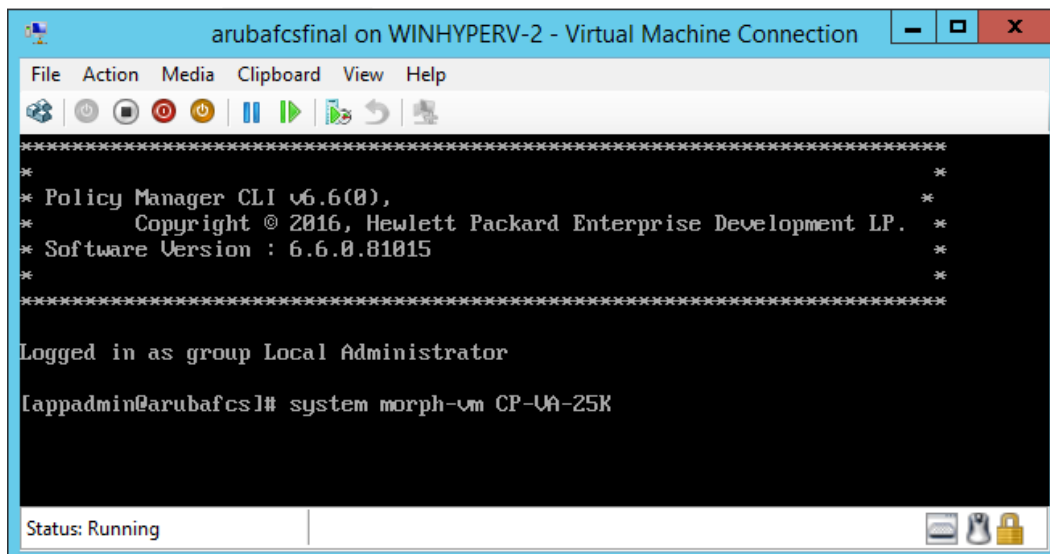 arubafcsfinal on WINHYPERV-2 - Virtual Machine Connection
File Action Media Clipboard View Help
************************************************************************
* *
* Policy Manager CLI v6.6(0), *
* Copyright © 2016, Hewlett Packard Enterprise Development LP. *
* Software Version : 6.6.0.81015 *
* *
************************************************************************
Logged in as group Local Administrator
[appadmin@arubafcs]# system morph-vm CP-VA-25K
Status: Running